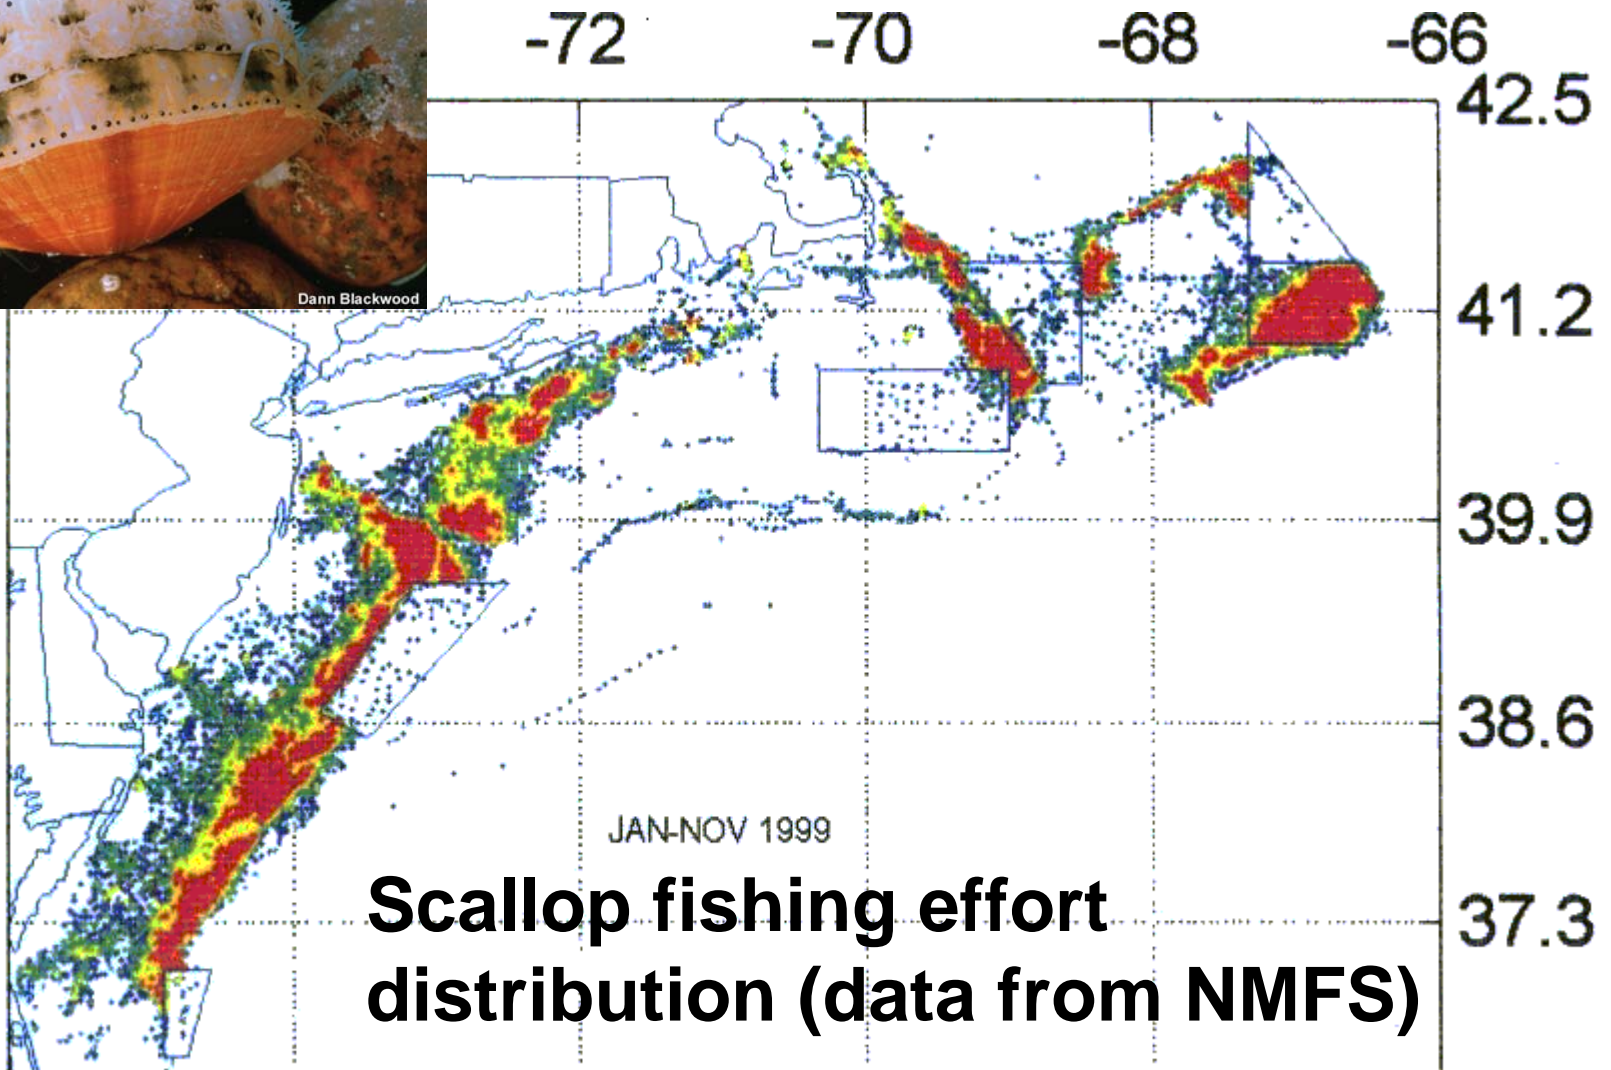 -72 -70 -68 -66
42.5
Dann Blackwood
41.2
39.9
38.6
JAN-NOV 1999
Scallop fishing effort
37.3
distribution (data from NMFS)